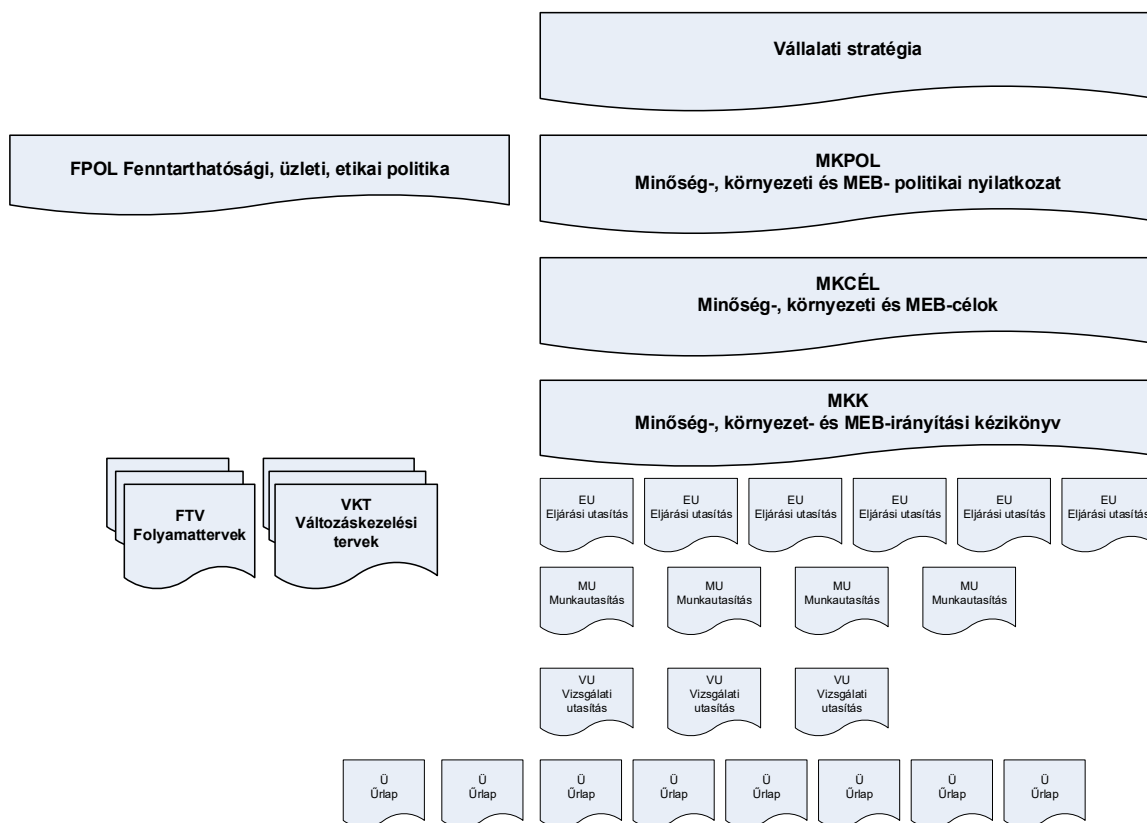 Vállalati stratégia
FPOL Fenntarthatósági, üzleti, etikai politika
MKPOL
Minőség-, környezeti és MEB- politikai nyilatkozat
MKCÉL
Minőség-, környezeti és MEB-célok
MKK
Minőség-, környezet- és MEB-irányítási kézikönyv
FTV
Folyamattervek
VKT
Változáskezelési
tervek
EU
Eljárási utasítás
EU
Eljárási utasítás
EU
Eljárási utasítás
EU
Eljárási utasítás
EU
Eljárási utasítás
EU
Eljárási utasítás
MU
Munkautasítás
MU
Munkautasítás
MU
Munkautasítás
MU
Munkautasítás
VU
Vizsgálati
utasítás
VU
Vizsgálati
utasítás
VU
Vizsgálati
utasítás
Ü
Űrlap
Ü
Űrlap
Ü
Űrlap
Ü
Űrlap
Ü
Űrlap
Ü
Űrlap
Ü
Űrlap
Ü
Űrlap